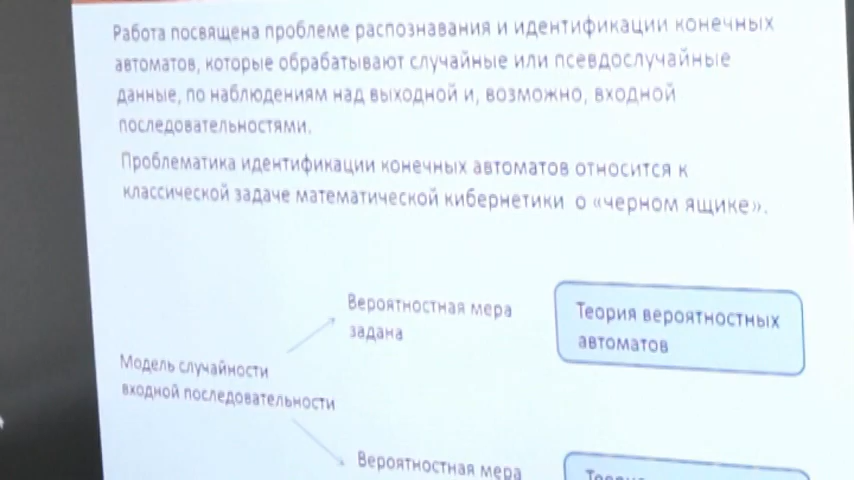 Работа посвящена проблеме распознавания и идентификации конечных
автоматов, которые обрабатывают случайные или псевдослучайные
данные, по наблюдениям над выходной и, возможно, входной
последовательностями.
Проблематика идентификации конечных автоматов относится к
классической задаче математической кибернетики о «черном ящике».
Вероятностная мера
задана
Теория вероятностных
автоматов
Модель случайности
входной последовательности
Вероятностная мера